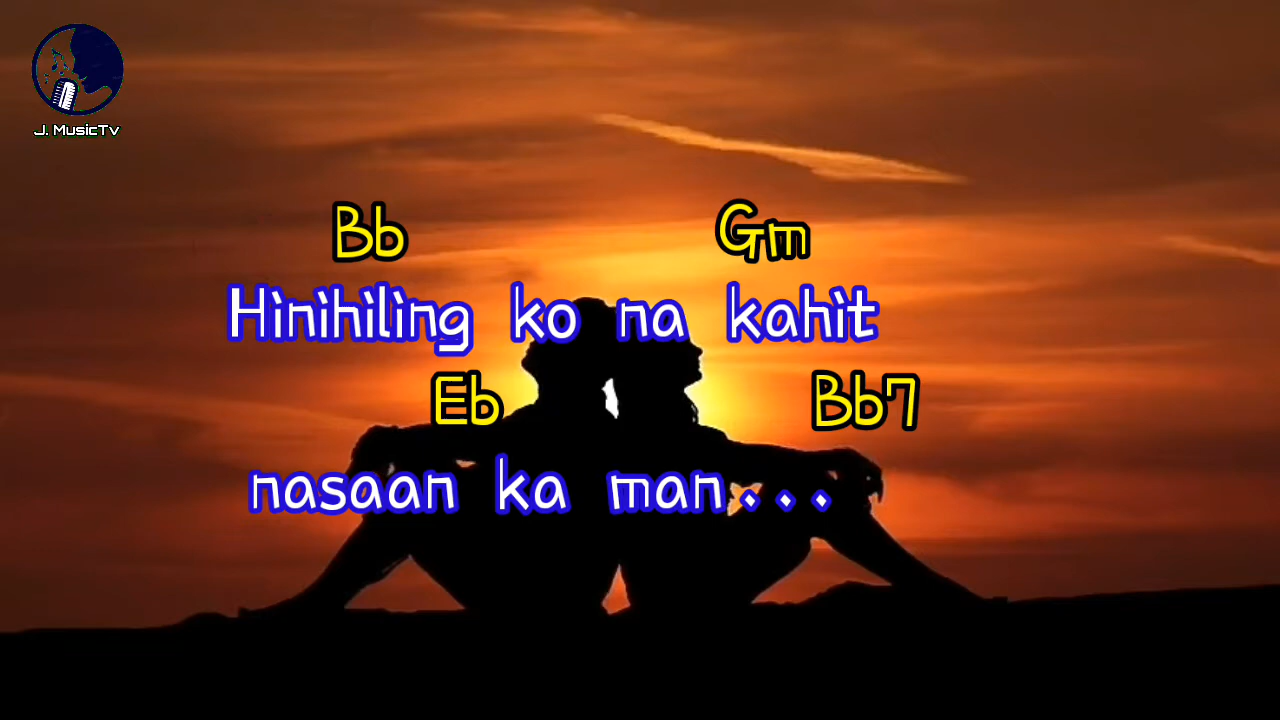 J. MusicTv
Bb Gm
Hinihiling ko na kahit
Eb Bb7
nasaan ka man...